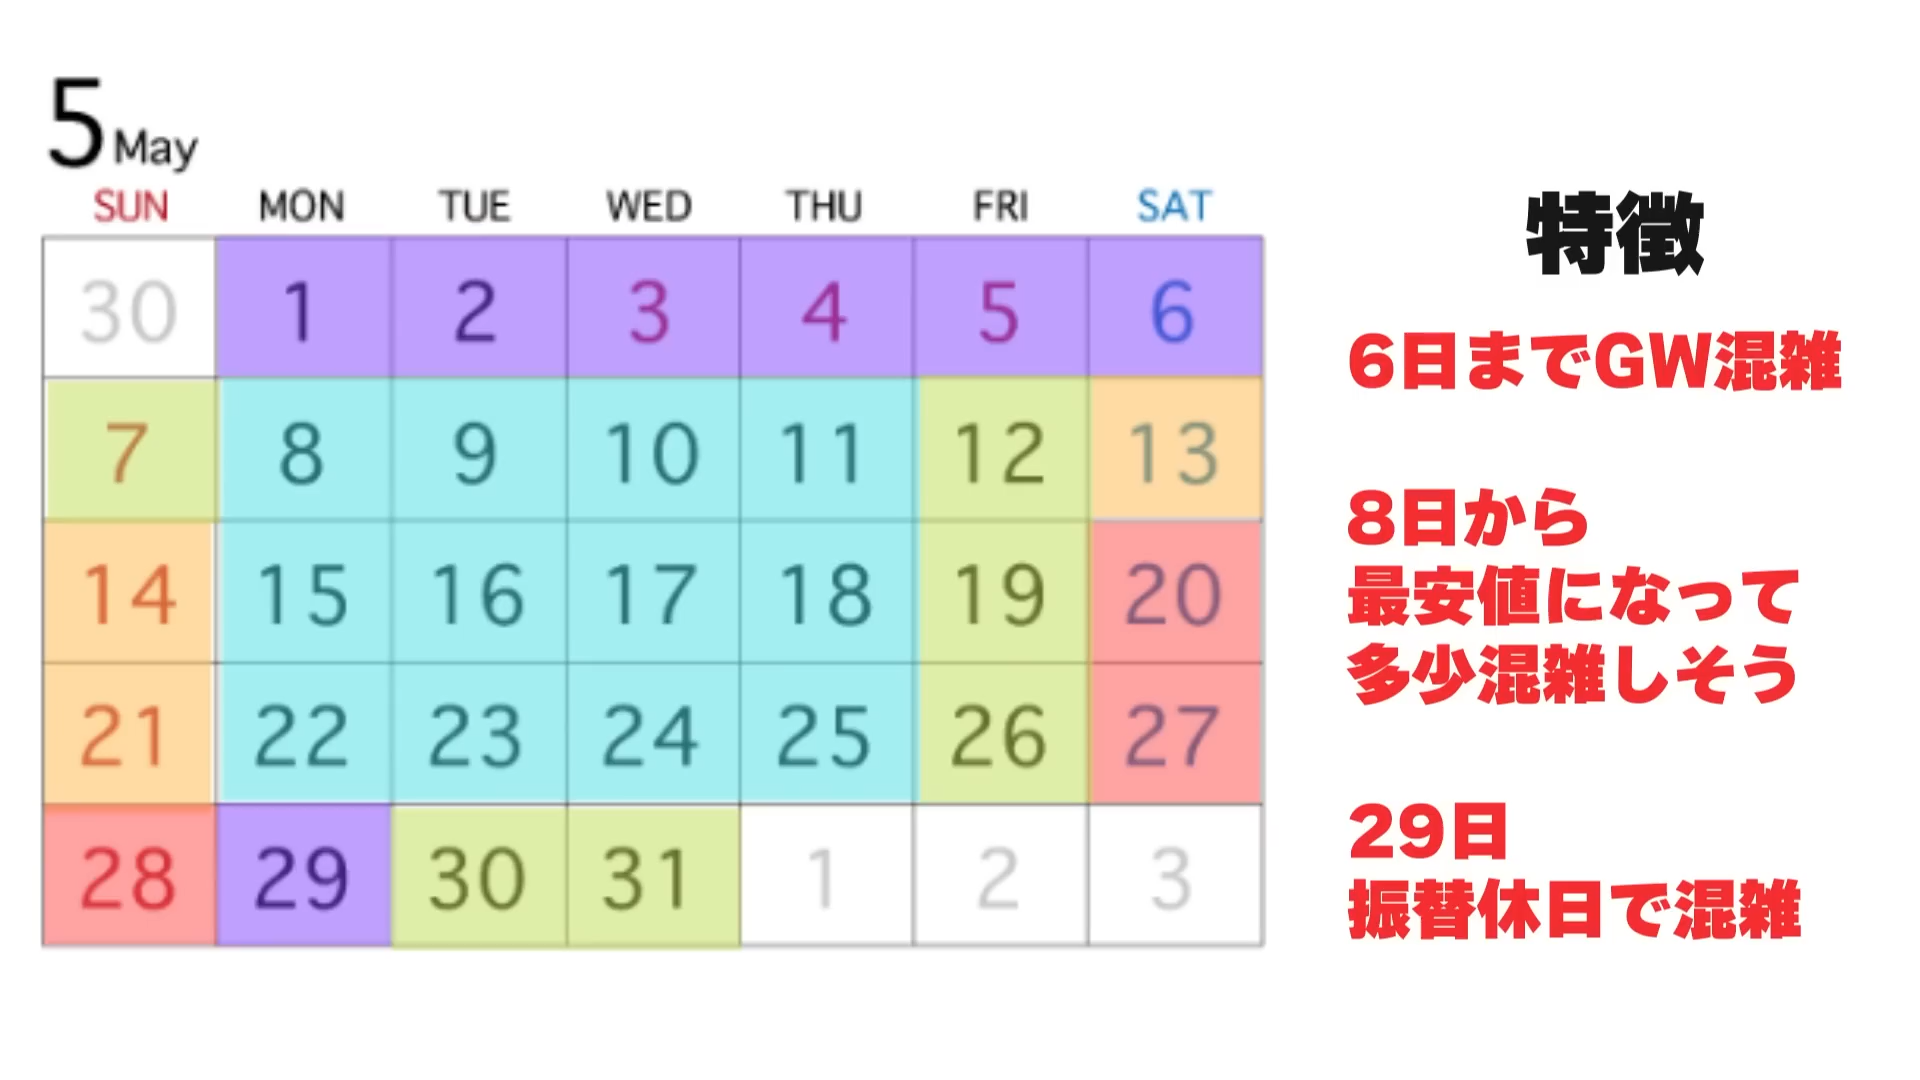 5 May
SUN MON TUE WED THU FRI SAT
30 1 2 3 4 5 6
7 8 9 10 11 12 13
14 15 16 17 18 19 20
21 22 23 24 25 26 27
28 29 30 31 1 2 3
特徴
6日までGW混雑
8日から
最安値になって
多少混雑しそう
29日
振替休日で混雑